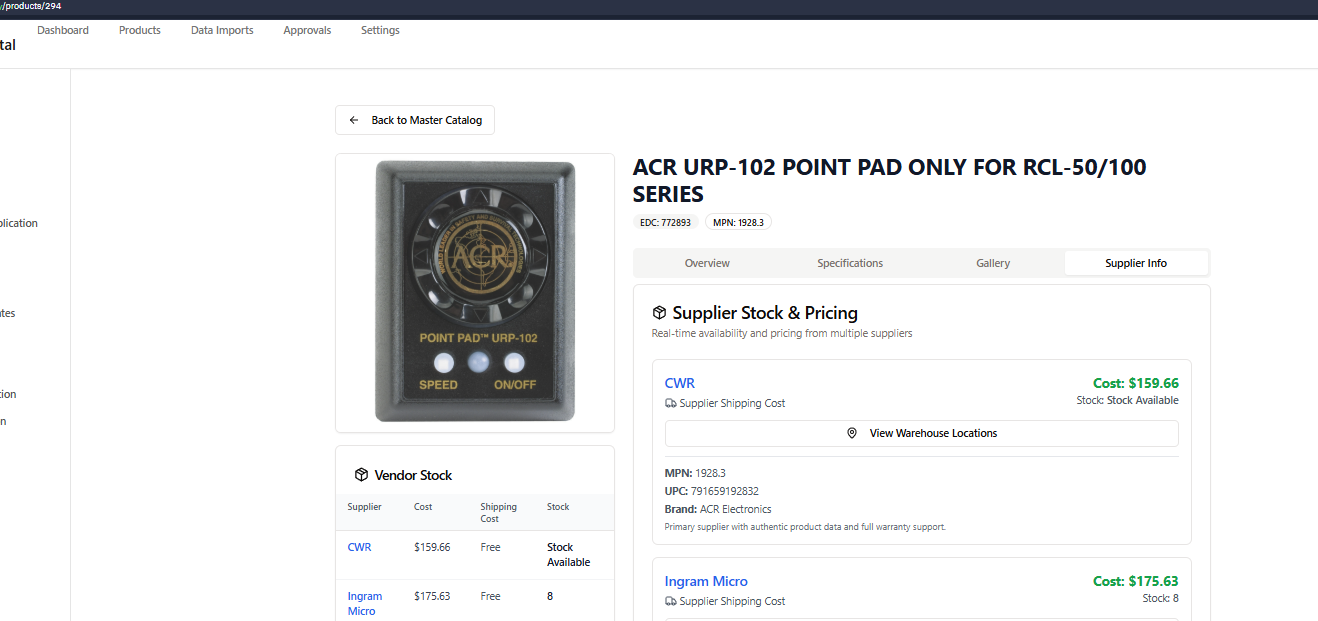 /products/294
Dashboard
Products
Data Imports
Approvals
Settings
tal
Back to Master Catalog
ACR
POINT PAD™ URP-102
SPEED
ON/OFF
Vendor Stock
Supplier
Cost
Shipping
Cost
Stock
CWR
$159.66
Free
Stock
Available
Ingram
Micro
$175.63
Free
8
ACR URP-102 POINT PAD ONLY FOR RCL-50/100
SERIES
EDC: 772893
MPN: 1928.3
Overview
Specifications
Gallery
Supplier Info
Supplier Stock & Pricing
Real-time availability and pricing from multiple suppliers
CWR
Cost: $159.66
Supplier Shipping Cost
Stock: Stock Available
View Warehouse Locations
MPN: 1928.3
UPC: 791659192832
Brand: ACR Electronics
Primary supplier with authentic product data and full warranty support.
Ingram Micro
Cost: $175.63
Supplier Shipping Cost
Stock: 8